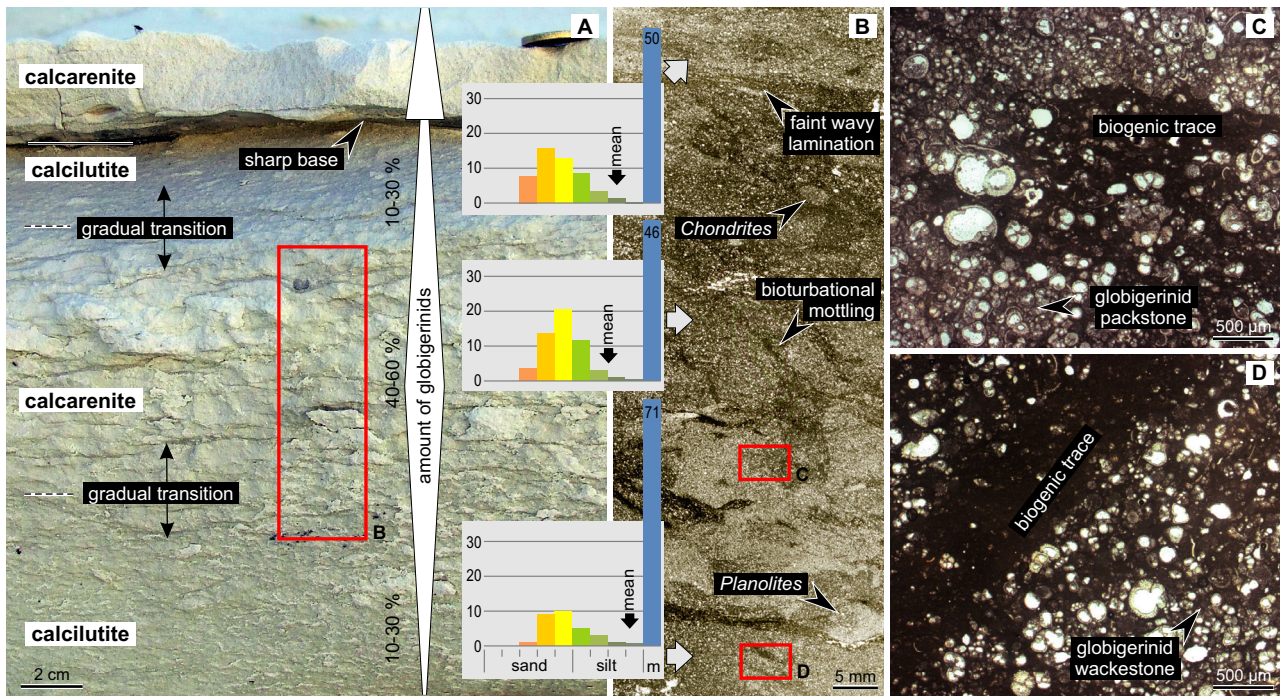 A
calcarenite
sharp base
calcilutite
gradual transition
10-30 %
calcarenite
40-60 %
gradual transition
B
calcilutite
10-30 %
2 cm
amount of globigerinids
50
30
20
10
0
mean
46
30
20
10
0
mean
71
30
20
10
0
mean
sand
silt
m
B
faint wavy
lamination
Chondrites
bioturbational
mottling
C
Planolites
D
5 mm
C
biogenic trace
globigerinid
packstone
500 µm
D
biogenic trace
globigerinid
wackestone
500 µm